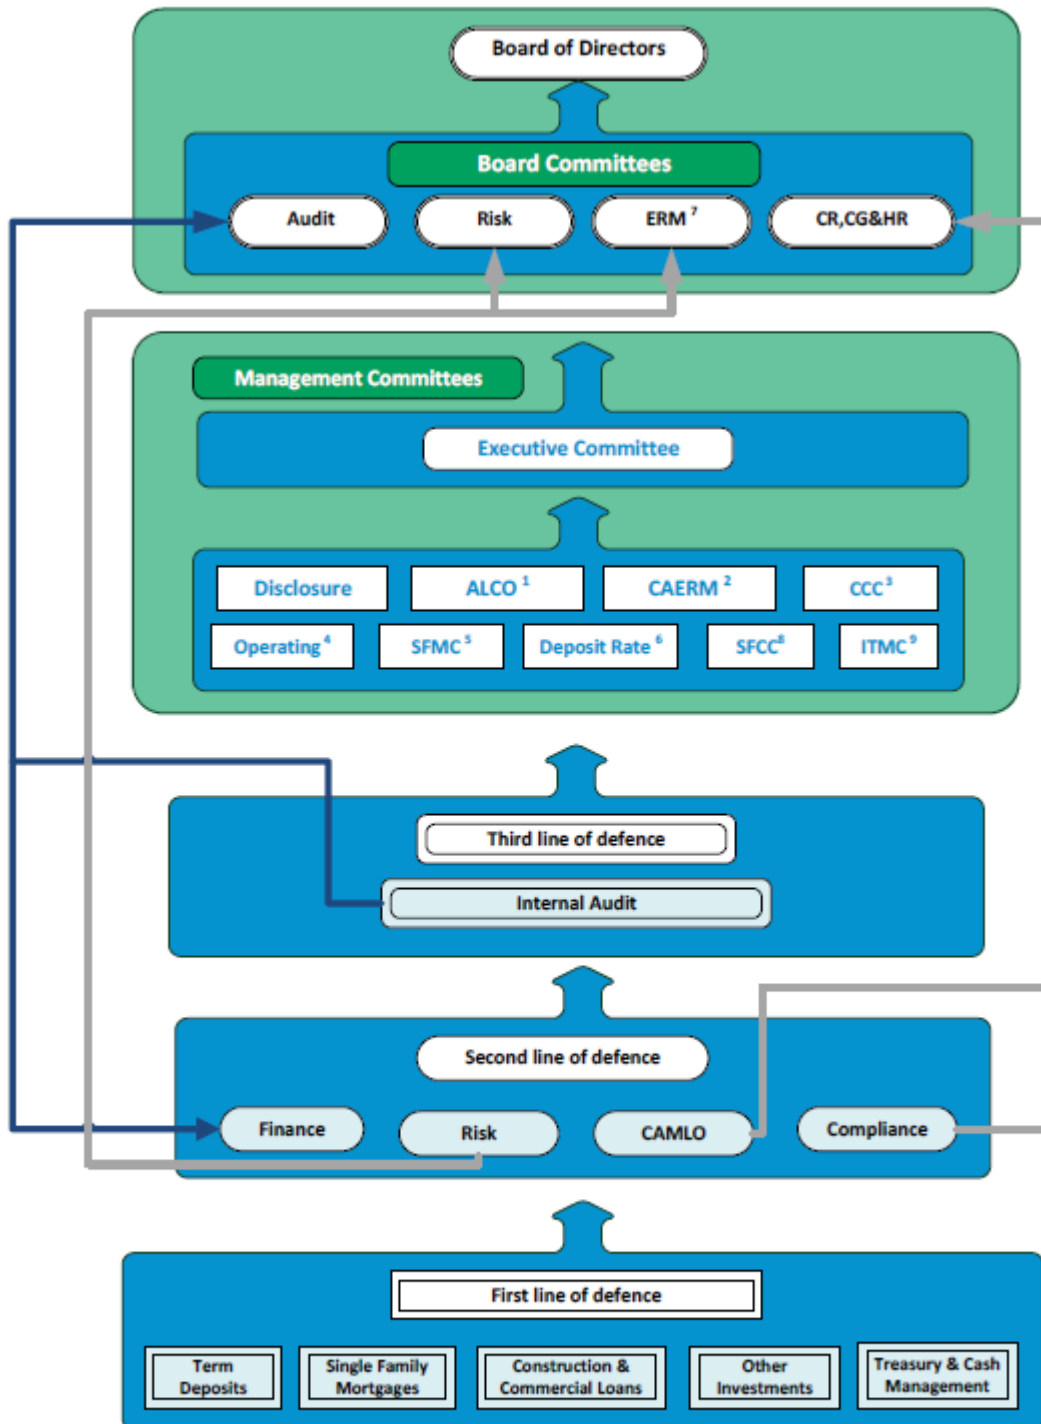 Board of Directors
Board Committees
Audit
Risk
ERM 7
CR,CG&HR
Management Committees
Executive Committee
Disclosure
ALCO 1
CAERM 2
CCC 3
Operating 4
SFMC 5
Deposit Rate 6
SFCC 8
ITMC 9
Third line of defence
Internal Audit
Second line of defence
Finance
Risk
CAMLO
Compliance
First line of defence
Term
Deposits
Single Family
Mortgages
Construction &
Commercial Loans
Other
Investments
Treasury & Cash
Management